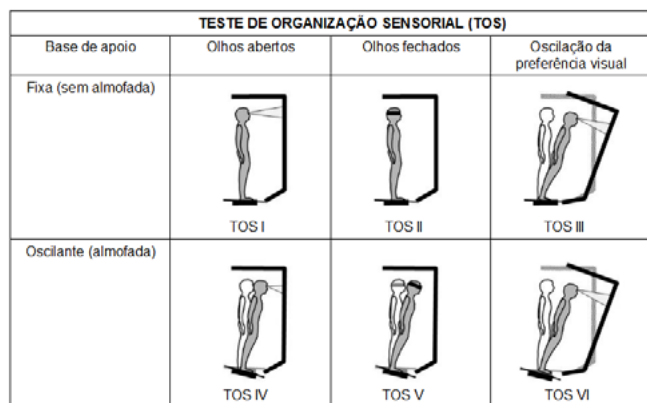 TESTE DE ORGANIZAÇÃO SENSORIAL (TOS)
Base de apoio
Olhos abertos
Olhos fechados
Oscilação da
preferência visual
Fixa (sem almofada)
TOS I
TOS II
TOS III
Oscilante (almofada)
TOS IV
TOS V
TOS VI